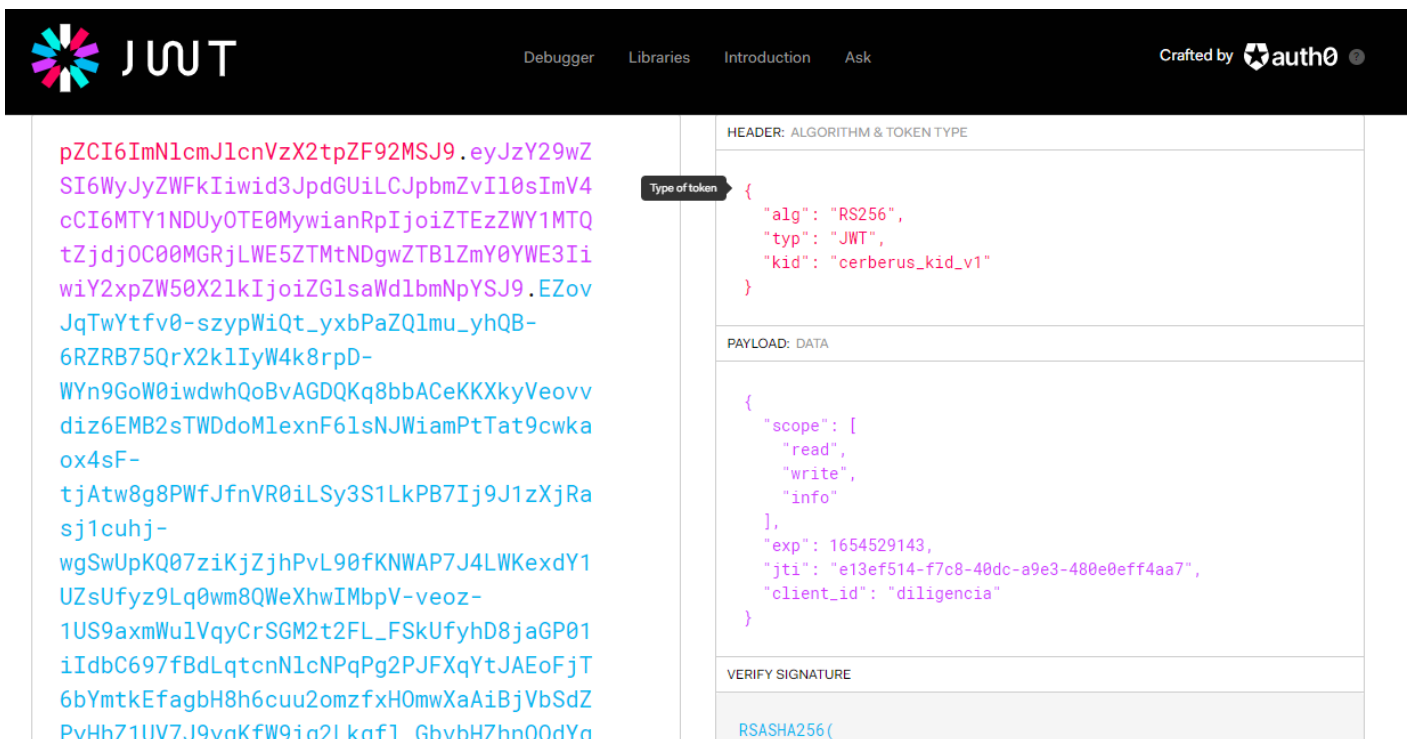 JWT
Debugger Libraries Introduction Ask
Crafted by auth0 ?
pZCI6ImNlcmJlcnVzX2tpZF92MSJ9.eyJzY29wZ
SI6WyJyZWFkIiwid3JpdGUiLCJpbmZvIl0sImV4
cCI6MTY1NDUyOTE0MywianRpIjoiZTEzZWY1MTQ
tZjdjOC00MGRjLWE5ZTMtNDgwZTBlZmY0YWE3Ii
wiY2xpZW50X2lkIjoiZGlsaWdlbmNpYSJ9.EZov
JqTwYtfv0-szypWiQt_yxbPaZQlmu_yhQB-
6RZRB75QrX2klIyW4k8rpD-
WYn9GoW0iwdwhQoBvAGDQKq8bbACeKKXkyVeovv
diz6EMB2sTWDdoMlexnF6lsNJWiamPtTat9cwka
ox4sF-
tjAtw8g8PWfJfnVR0iLSy3S1LkPB7Ij9J1zXjRa
sj1cuhj-
wgSwUpKQ07ziKjZjhPvL90fKNWAP7J4LWKexdY1
UZsUfyz9Lq0wm8QWeXhwIMbpV-veoz-
1US9axmWulVqyCrSGM2t2FL_FSkUfyhD8jaGP01
iIdbC697fBdLqtcnNlcNPqPg2PJFXqYtJAEoFjT
6bYmtkEfagbH8h6cuu2omzfxHOmwXaAiBjVbSdZ
HEADER: ALGORITHM & TOKEN TYPE
Type of token
{
"alg": "RS256",
"typ": "JWT",
"kid": "cerberus_kid_v1"
}
PAYLOAD: DATA
{
"scope": [
"read",
"write",
"info"
],
"exp": 1654529143,
"jti": "e13ef514-f7c8-40dc-a9e3-480e0eff4aa7",
"client_id": "diligencia"
}
VERIFY SIGNATURE
RSASHA256(